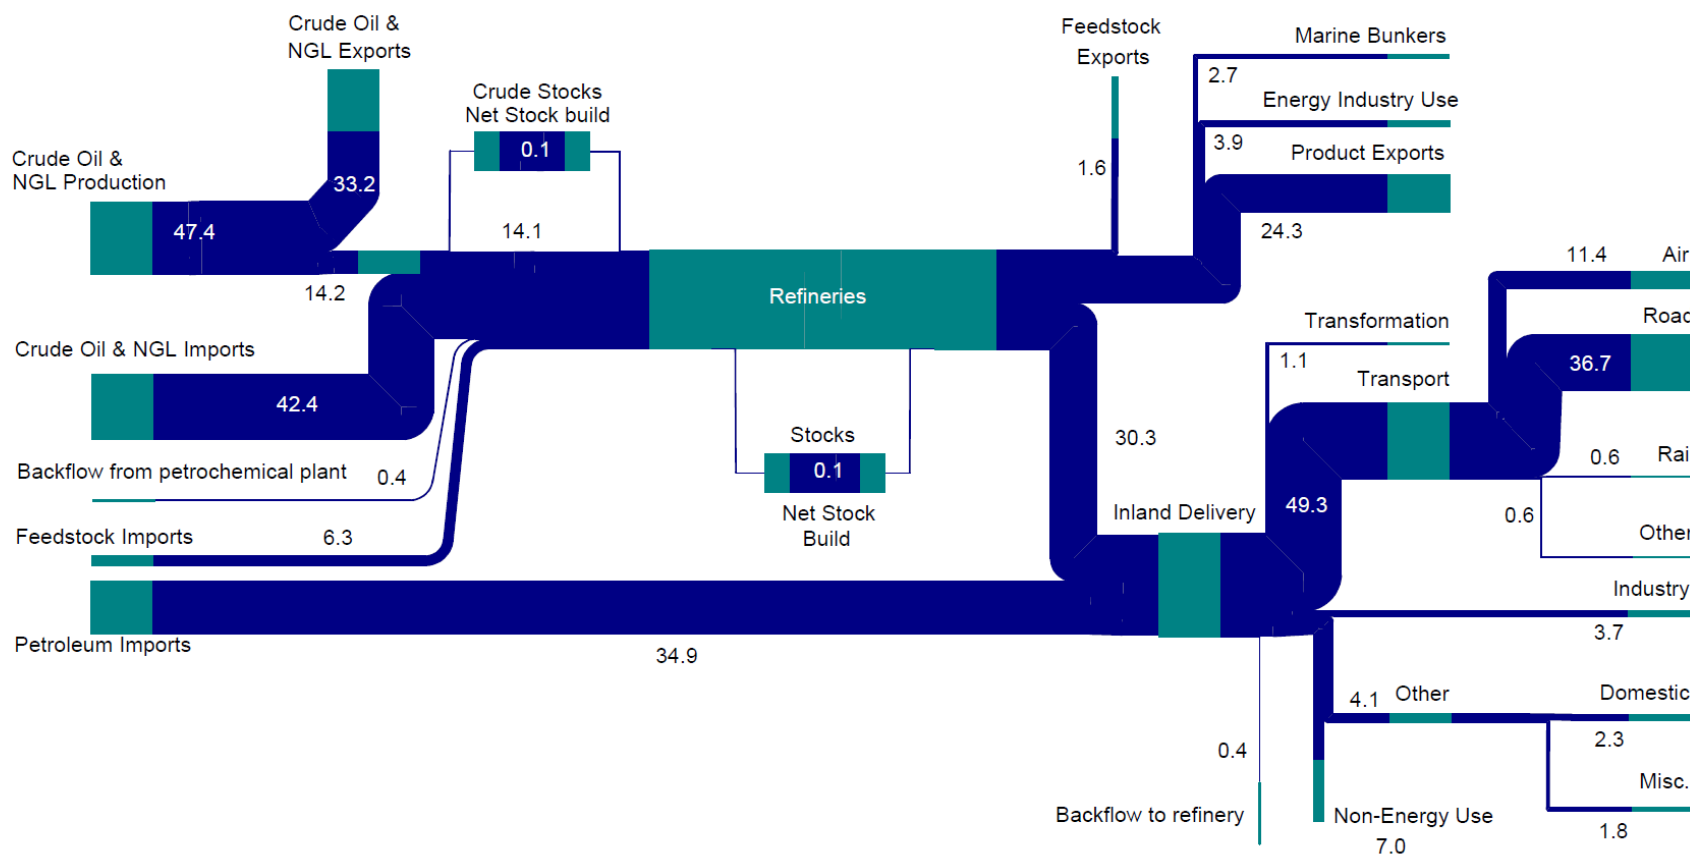 Crude Oil &
NGL Exports
Feedstock
Exports
Marine Bunkers
2.7
Crude Stocks
Net Stock build
0.1
Energy Industry Use
3.9
Product Exports
24.3
Crude Oil &
NGL Production
47.4
33.2
1.6
14.1
14.2
Refineries
11.4
Air
Transformation
1.1
Road
36.7
Crude Oil & NGL Imports
42.4
Transport
30.3
Stocks
0.1
Net Stock
Build
Backflow from petrochemical plant
0.4
0.6
Rai
Inland Delivery
49.3
0.6
Other
Feedstock Imports
6.3
Industry
3.7
Petroleum Imports
34.9
4.1
Other
Domestic
2.3
0.4
Misc.
1.8
Backflow to refinery
Non-Energy Use
7.0